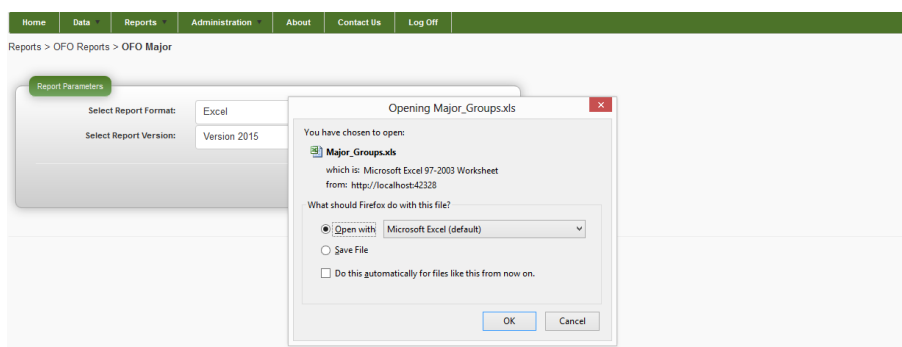 Home Data Reports Administration About Contact Us Log Off
Reports > OFO Reports > OFO Major
Report Parameters
Select Report Format: Excel
Select Report Version: Version 2015
Opening Major_Groups.xls
You have chosen to open:
Major_Groups.xls
which is: Microsoft Excel 97-2003 Worksheet
from: http://localhost:42328
What should Firefox do with this file?
Open with Microsoft Excel (default)
Save File
Do this automatically for files like this from now on.
OK Cancel